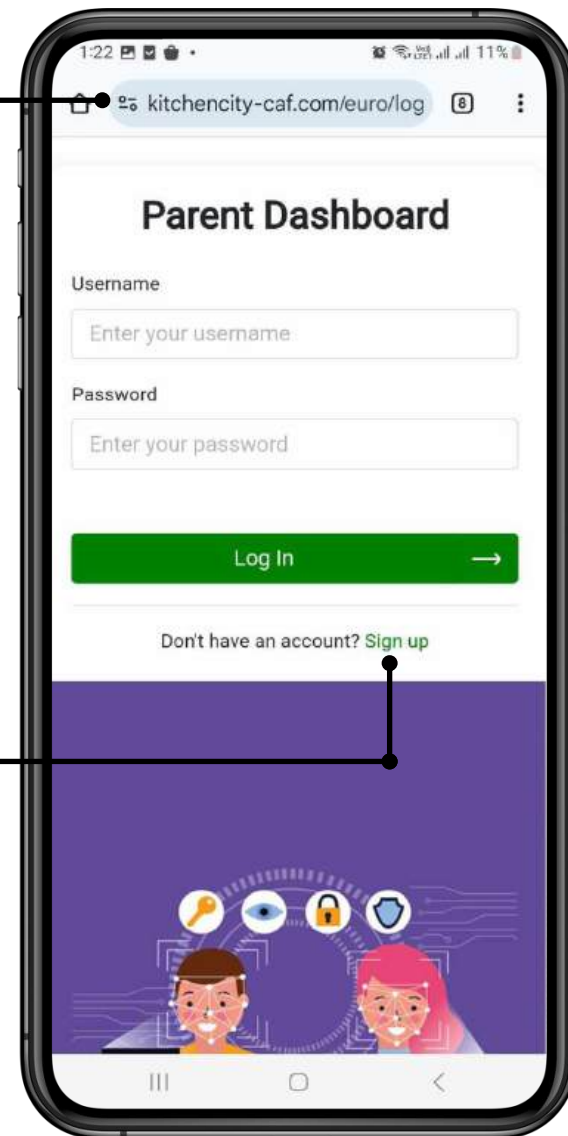 1:22 11%
kitchencity-caf.com/euro/log 8
Parent Dashboard
Username
Enter your username
Password
Enter your password
Log In →
Don't have an account? Sign up